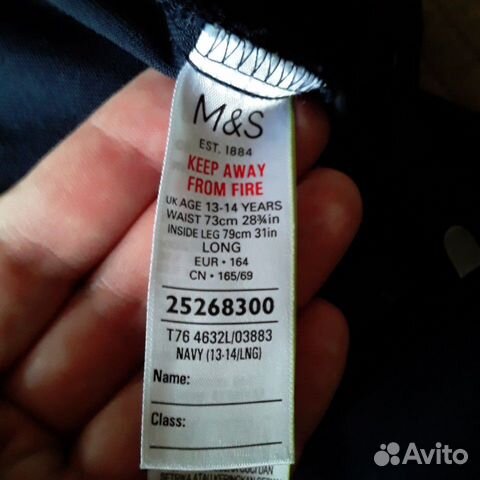 M&S
EST. 1884
KEEP AWAY
FROM FIRE
UK AGE 13-14 YEARS
WAIST 73cm 28¾in
INSIDE LEG 79cm 31in
LONG
EUR • 164
CN • 165/69
25268300
T76 4632L/03883
NAVY (13-14/LNG)
Name:
Class:
Avito